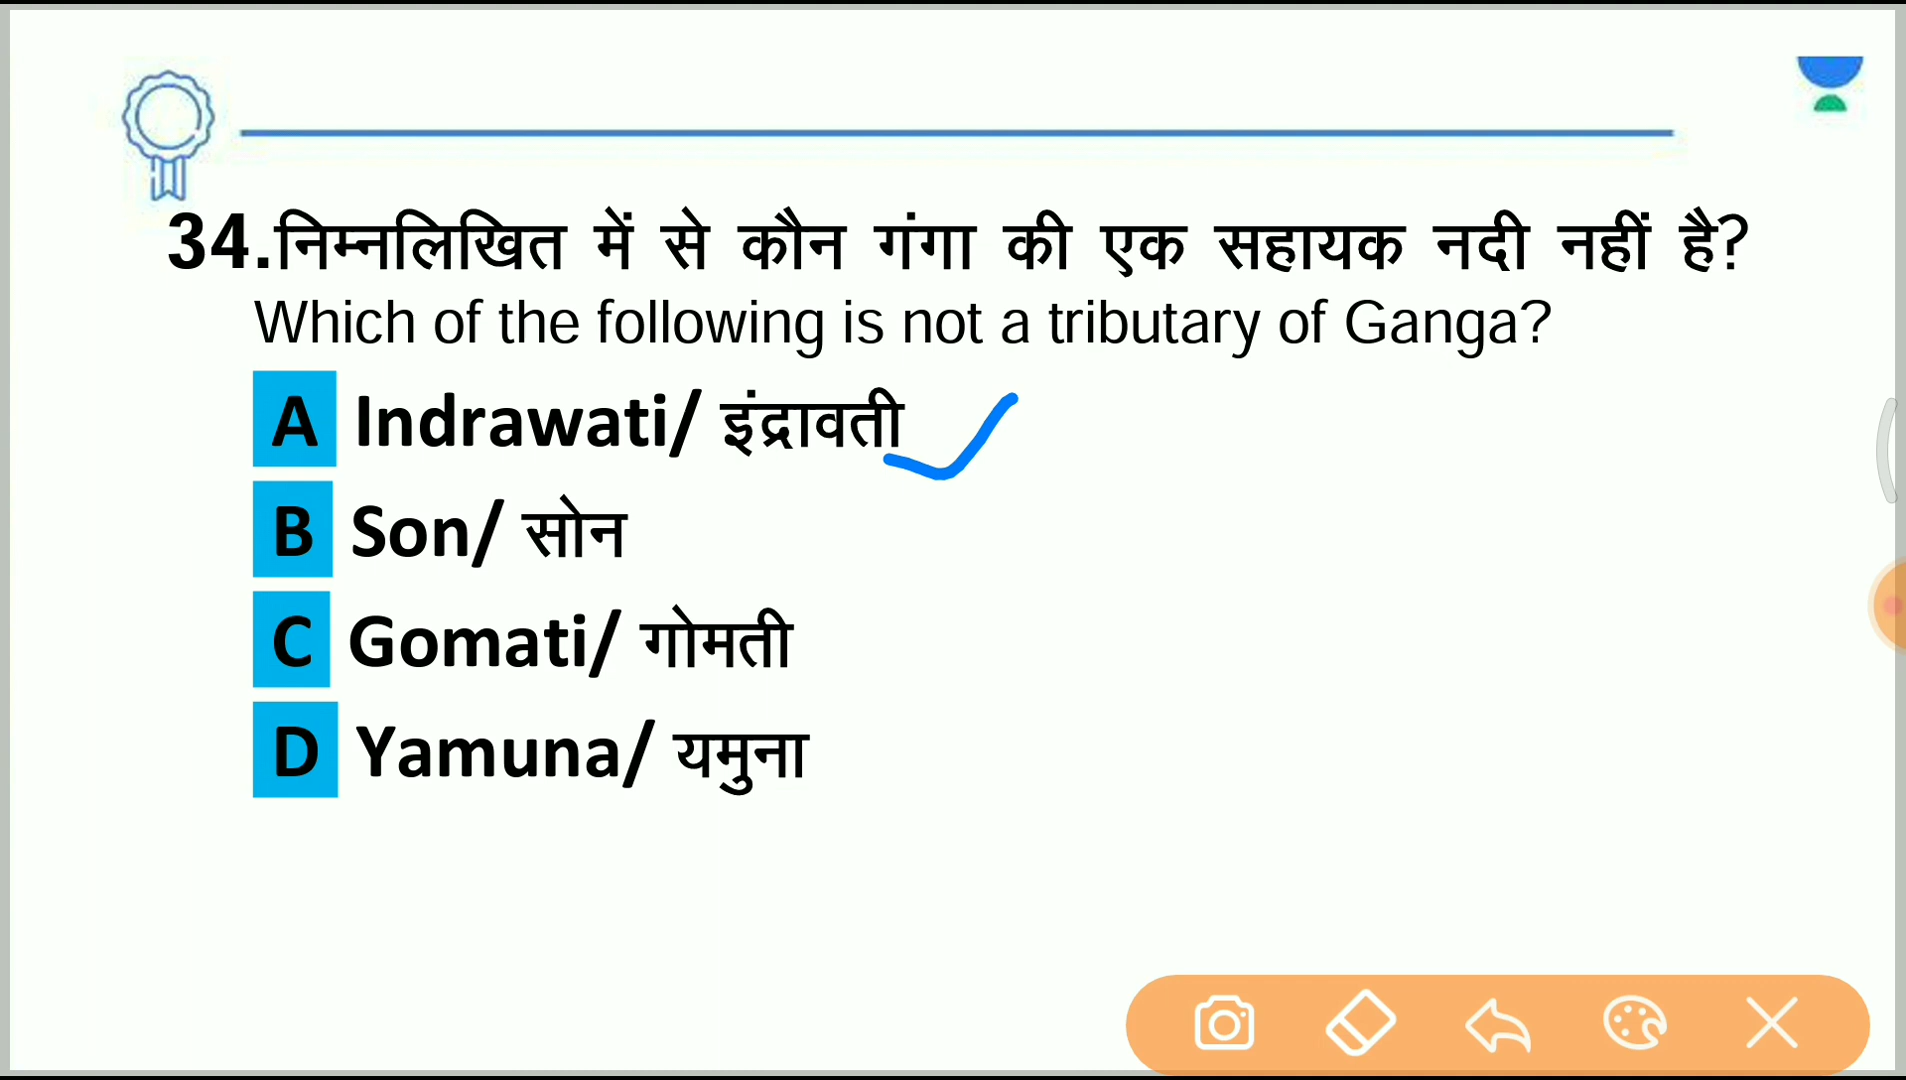 34.निम्नलिखित में से कौन गंगा की एक सहायक नदी नहीं है?
Which of the following is not a tributary of Ganga?
A Indrawati/ इंद्रावती
B Son/ सोन
C Gomati/ गोमती
D Yamuna/ यमुना